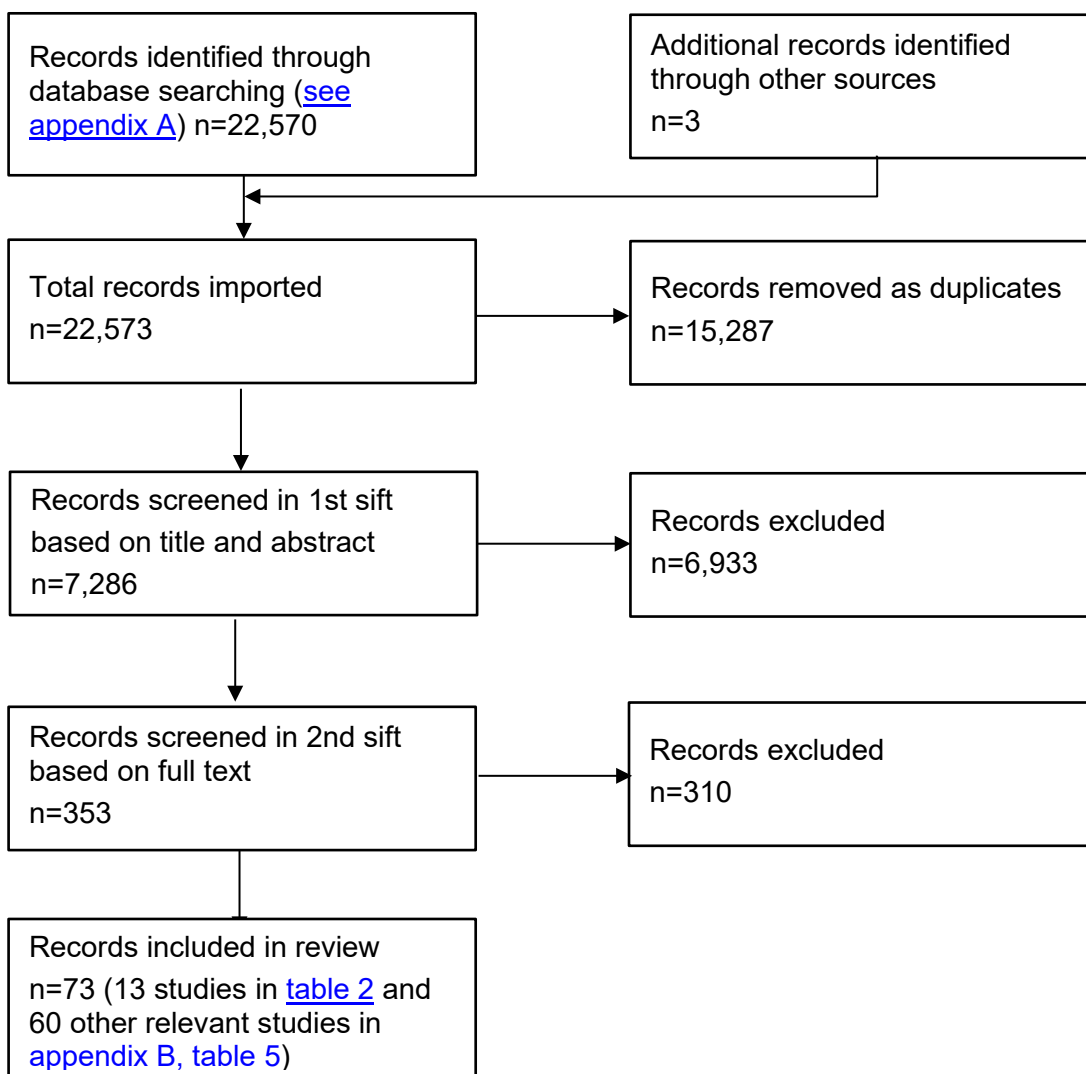 Records identified through
database searching (see
appendix A) n=22,570
Additional records identified
through other sources
n=3
Total records imported
n=22,573
Records removed as duplicates
n=15,287
Records screened in 1st sift
based on title and abstract
n=7,286
Records excluded
n=6,933
Records screened in 2nd sift
based on full text
n=353
Records excluded
n=310
Records included in review
n=73 (13 studies in table 2 and
60 other relevant studies in
appendix B, table 5)